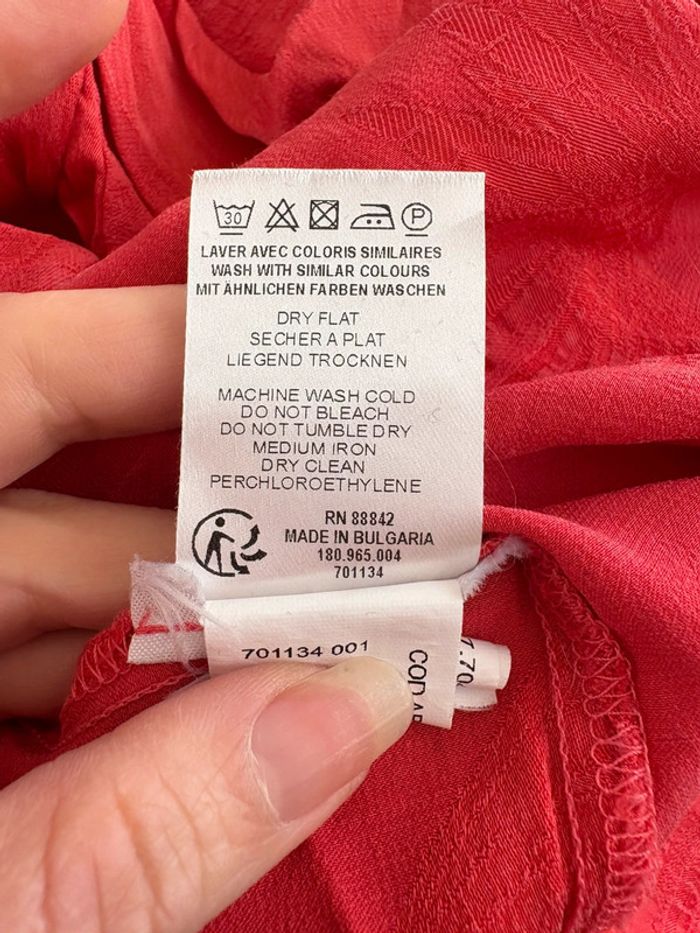 30 P
LAVER AVEC COLORIS SIMILAIRES
WASH WITH SIMILAR COLOURS
MIT ÄHNLICHEN FARBEN WASCHEN
DRY FLAT
SECHER A PLAT
LIEGEND TROCKNEN
MACHINE WASH COLD
DO NOT BLEACH
DO NOT TUMBLE DRY
MEDIUM IRON
DRY CLEAN
PERCHLOROETHYLENE
RN 88842
MADE IN BULGARIA
180.965.004
701134
701134 001